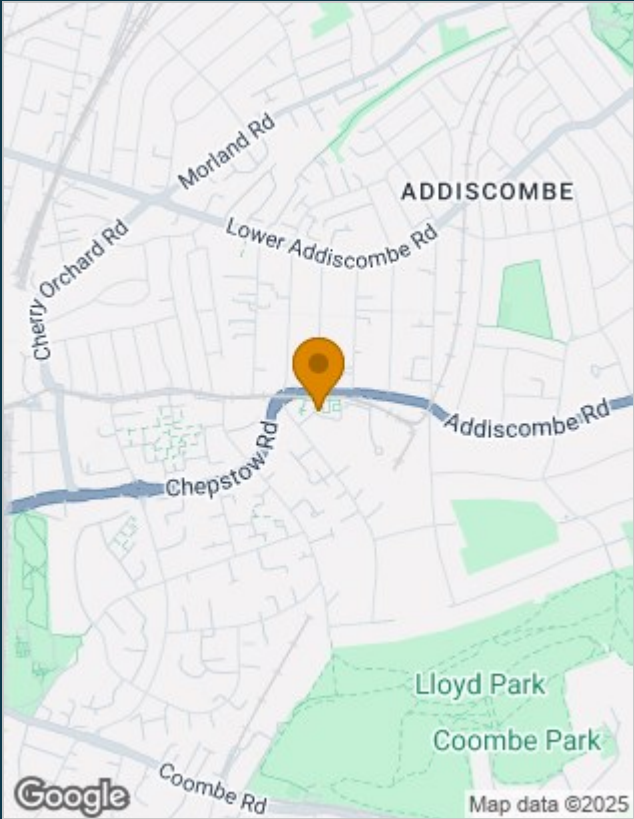 Morland Rd
ADDISCOMBE
Lower Addiscombe Rd
Cherry Orchard Rd
Addiscombe Rd
Chepstow Rd
Lloyd Park
Coombe Park
Coombe Rd
Google
Map data ©2025